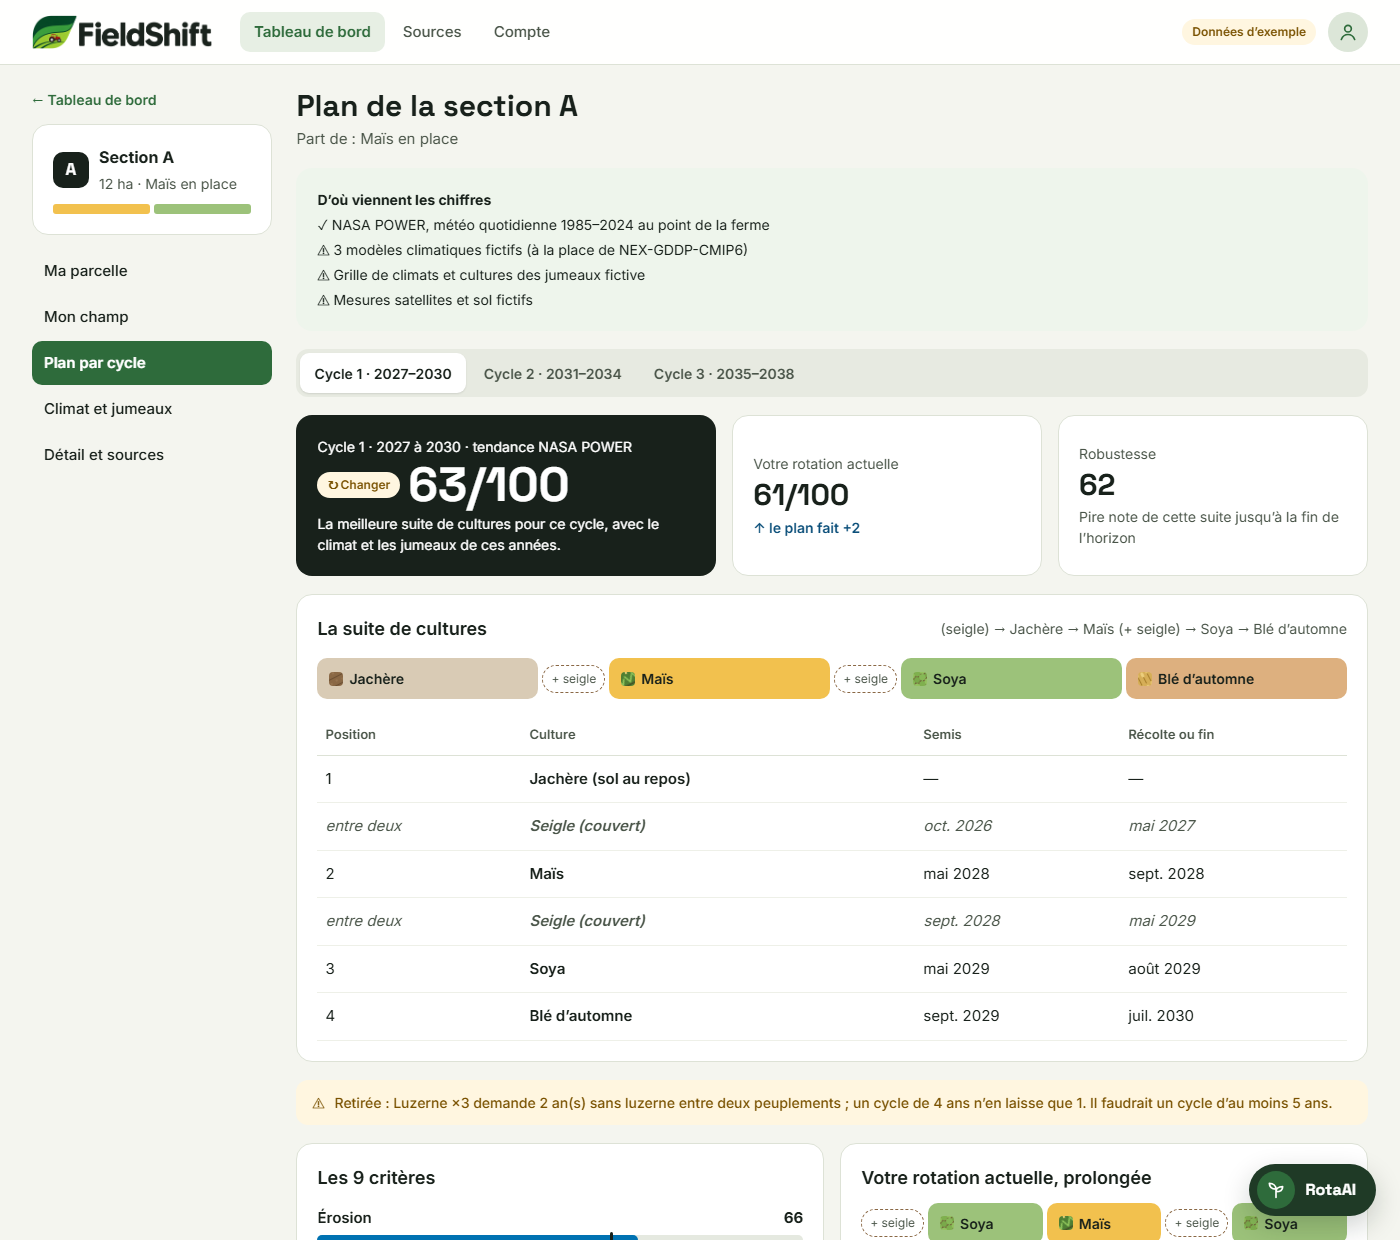 FieldShift
Tableau de bord
Sources
Compte
Données d’exemple
← Tableau de bord
A
Section A
12 ha · Maïs en place
Ma parcelle
Mon champ
Plan par cycle
Climat et jumeaux
Détail et sources
Plan de la section A
Part de : Maïs en place
D’où viennent les chiffres
✓ NASA POWER, météo quotidienne 1985–2024 au point de la ferme
⚠ 3 modèles climatiques fictifs (à la place de NEX-GDDP-CMIP6)
⚠ Grille de climats et cultures des jumeaux fictive
⚠ Mesures satellites et sol fictifs
Cycle 1 · 2027–2030
Cycle 2 · 2031–2034
Cycle 3 · 2035–2038
Cycle 1 · 2027 à 2030 · tendance NASA POWER
↻ Changer
63/100
La meilleure suite de cultures pour ce cycle, avec le
climat et les jumeaux de ces années.
Votre rotation actuelle
61/100
↑ le plan fait +2
Robustesse
62
Pire note de cette suite jusqu’à la fin de
l’horizon
La suite de cultures
(seigle) → Jachère → Maïs (+ seigle) → Soya → Blé d’automne
Jachère
+ seigle
Maïs
+ seigle
Soya
Blé d’automne
Position Culture Semis Récolte ou fin
1 Jachère (sol au repos) — —
entre deux Seigle (couvert) oct. 2026 mai 2027
2 Maïs mai 2028 sept. 2028
entre deux Seigle (couvert) sept. 2028 mai 2029
3 Soya mai 2029 août 2029
4 Blé d’automne sept. 2029 juil. 2030
⚠ Retirée : Luzerne ×3 demande 2 an(s) sans luzerne entre deux peuplements ; un cycle de 4 ans n’en laisse que 1. Il faudrait un cycle d’au moins 5 ans.
Les 9 critères
Érosion 66
Votre rotation actuelle, prolongée
+ seigle
Soya
Maïs
+ seigle
Soya
RotaAI